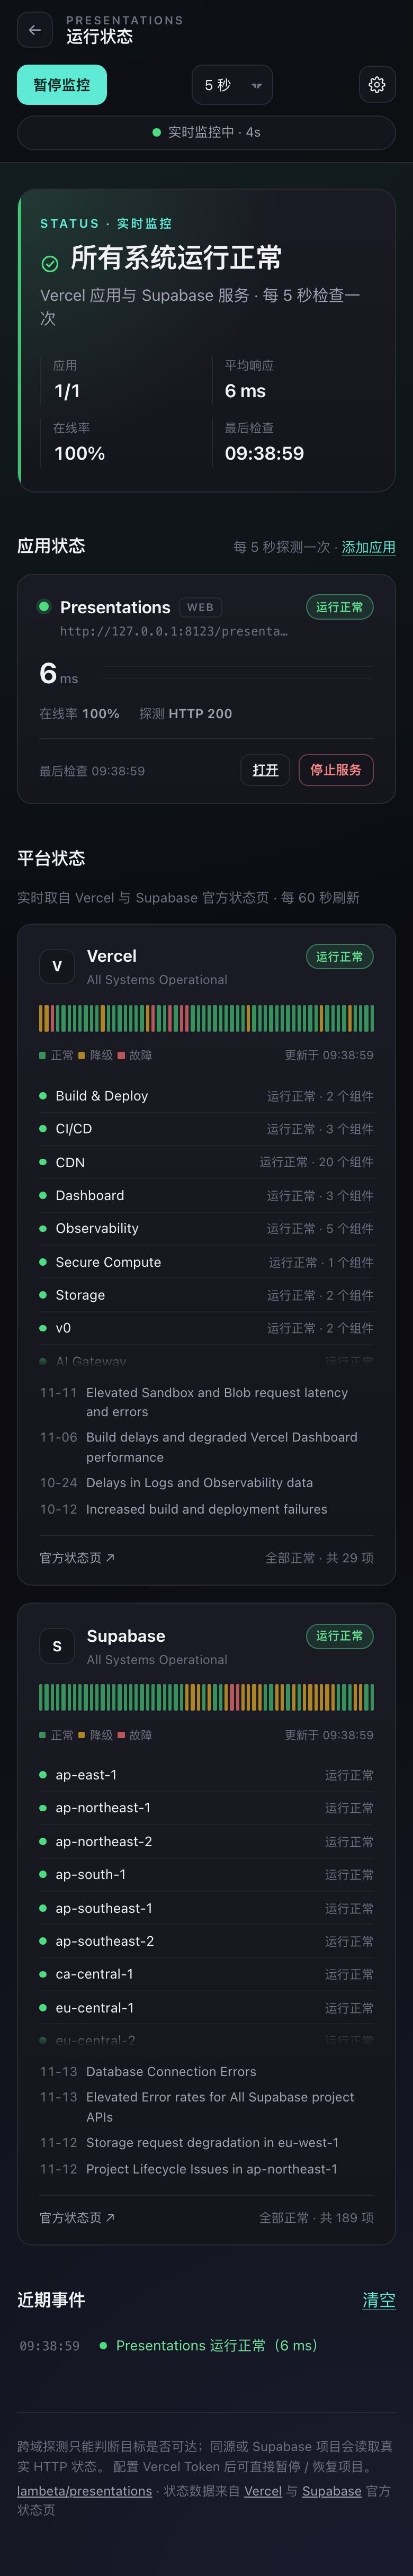 PRESENTATIONS
运行状态
暂停监控
5 秒
实时监控中 · 4s
STATUS · 实时监控
所有系统运行正常
Vercel 应用与 Supabase 服务 · 每 5 秒检查一
次
应用 平均响应
1/1 6 ms
在线率 最后检查
100% 09:38:59
应用状态 每 5 秒探测一次 · 添加应用
Presentations WEB 运行正常
http://127.0.0.1:8123/presenta…
6 ms
在线率 100% 探测 HTTP 200
最后检查 09:38:59 打开 停止服务
平台状态
实时取自 Vercel 与 Supabase 官方状态页 · 每 60 秒刷新
V Vercel 运行正常
All Systems Operational
正常 降级 故障 更新于 09:38:59
Build & Deploy 运行正常 · 2 个组件
CI/CD 运行正常 · 3 个组件
CDN 运行正常 · 20 个组件
Dashboard 运行正常 · 3 个组件
Observability 运行正常 · 5 个组件
Secure Compute 运行正常 · 1 个组件
Storage 运行正常 · 2 个组件
v0 运行正常 · 2 个组件
AI Gateway 运行正常
11-11 Elevated Sandbox and Blob request latency
and errors
11-06 Build delays and degraded Vercel Dashboard
performance
10-24 Delays in Logs and Observability data
10-12 Increased build and deployment failures
官方状态页 ↗ 全部正常 · 共 29 项
S Supabase 运行正常
All Systems Operational
正常 降级 故障 更新于 09:38:59
ap-east-1 运行正常
ap-northeast-1 运行正常
ap-northeast-2 运行正常
ap-south-1 运行正常
ap-southeast-1 运行正常
ap-southeast-2 运行正常
ca-central-1 运行正常
eu-central-1 运行正常
eu-central-2 运行正常
11-13 Database Connection Errors
11-13 Elevated Error rates for All Supabase project
APIs
11-12 Storage request degradation in eu-west-1
11-12 Project Lifecycle Issues in ap-northeast-1
官方状态页 ↗ 全部正常 · 共 189 项
近期事件 清空
09:38:59 Presentations 运行正常（6 ms）
跨域探测只能判断目标是否可达；同源或 Supabase 项目会读取真
实 HTTP 状态。 配置 Vercel Token 后可直接暂停 / 恢复项目。
lambeta/presentations · 状态数据来自 Vercel 与 Supabase 官方
状态页